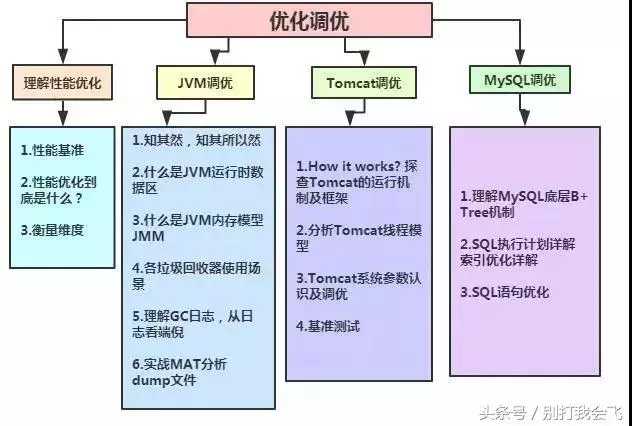 优化调优
理解性能优化
JVM调优
Tomcat调优
MySQL调优
1.性能基准
2.性能优化到
底是什么？
3.衡量维度
1.知其然，知其所以然
2.什么是JVM运行时数
据区
3.什么是JVM内存模型
JMM
4.各垃圾回收器使用场
景
5.理解GC日志，从日
志看端倪
6.实战MAT分析
dump文件
1.How it works? 探
查Tomcat的运行机
制及框架
2.分析Tomcat线程模
型
3.Tomcat系统参数认
识及调优
4.基准测试
1.理解MySQL底层B+
Tree机制
2.SQL执行计划详解
索引优化详解
3.SQL语句优化
头条号 / 别打我会飞